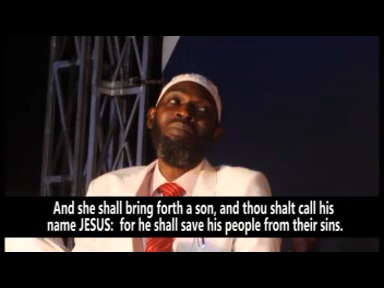 And she shall bring forth a son, and thou shalt call his
name JESUS: for he shall save his people from their sins.